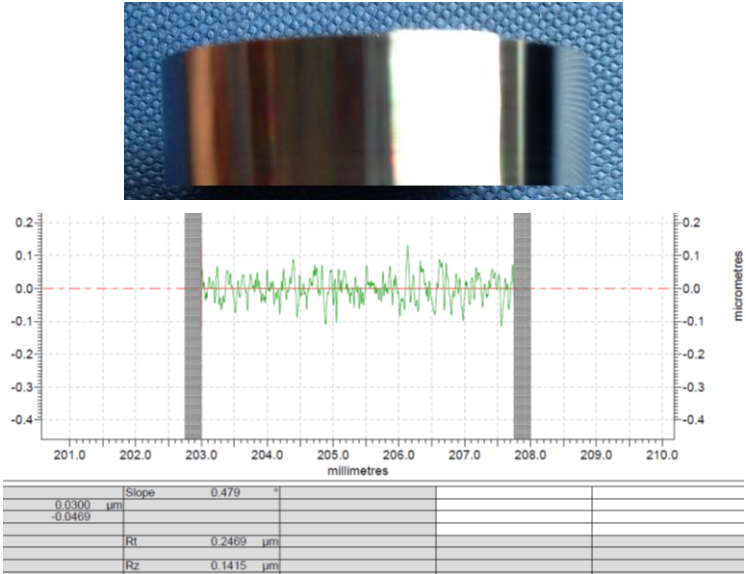 0.2 0.2
0.1 0.1
0.0 0.0
-0.1 -0.1
-0.2 -0.2
-0.3 -0.3
-0.4 -0.4
micrometres
201.0 202.0 203.0 204.0 205.0 206.0 207.0 208.0 209.0 210.0
millimetres
Slope 0.479 °
0.0300 µm
-0.0469
Rt 0.2469 µm
Rz 0.1415 µm